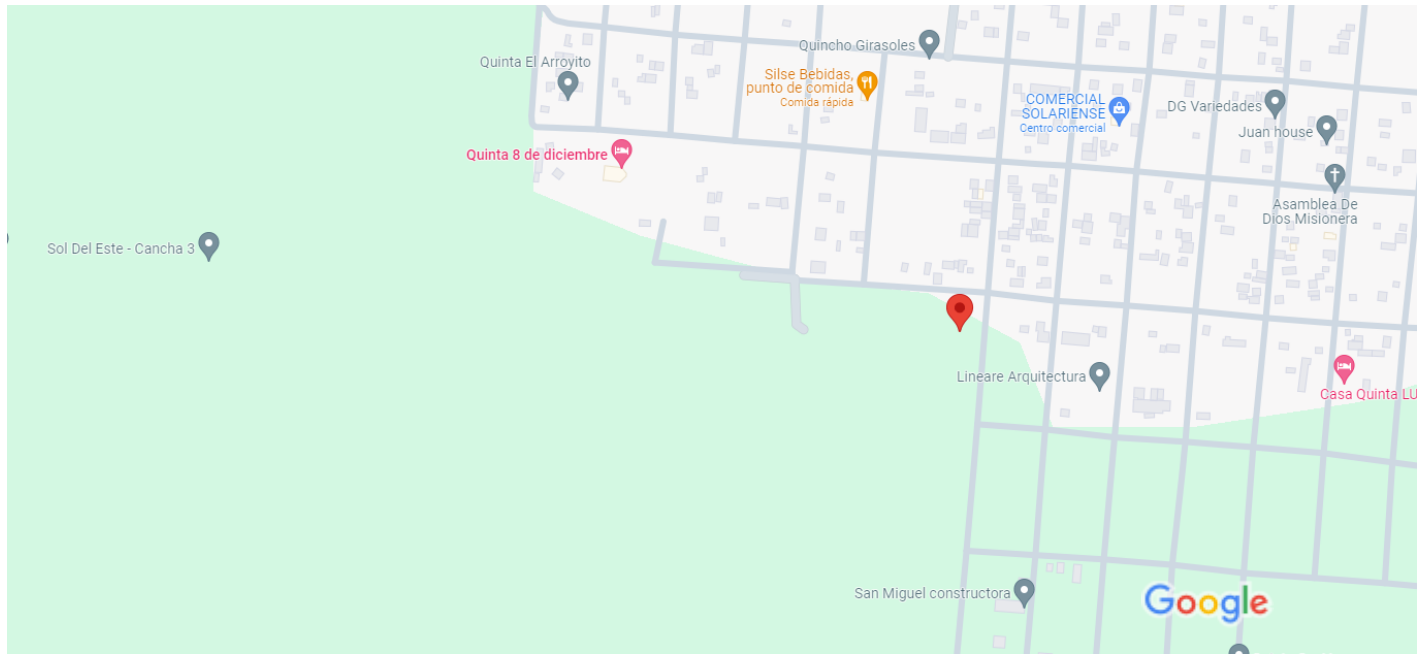 Quincho Girasoles
Quinta El Arroyito
Silse Bebidas,
punto de comida
Comida rápida
COMERCIAL
SOLARIENSE
Centro comercial
DG Variedades
Juan house
Quinta 8 de diciembre
Asamblea De
Dios Misionera
Sol Del Este - Cancha 3
Lineare Arquitectura
Casa Quinta LU
San Miguel constructora
Google